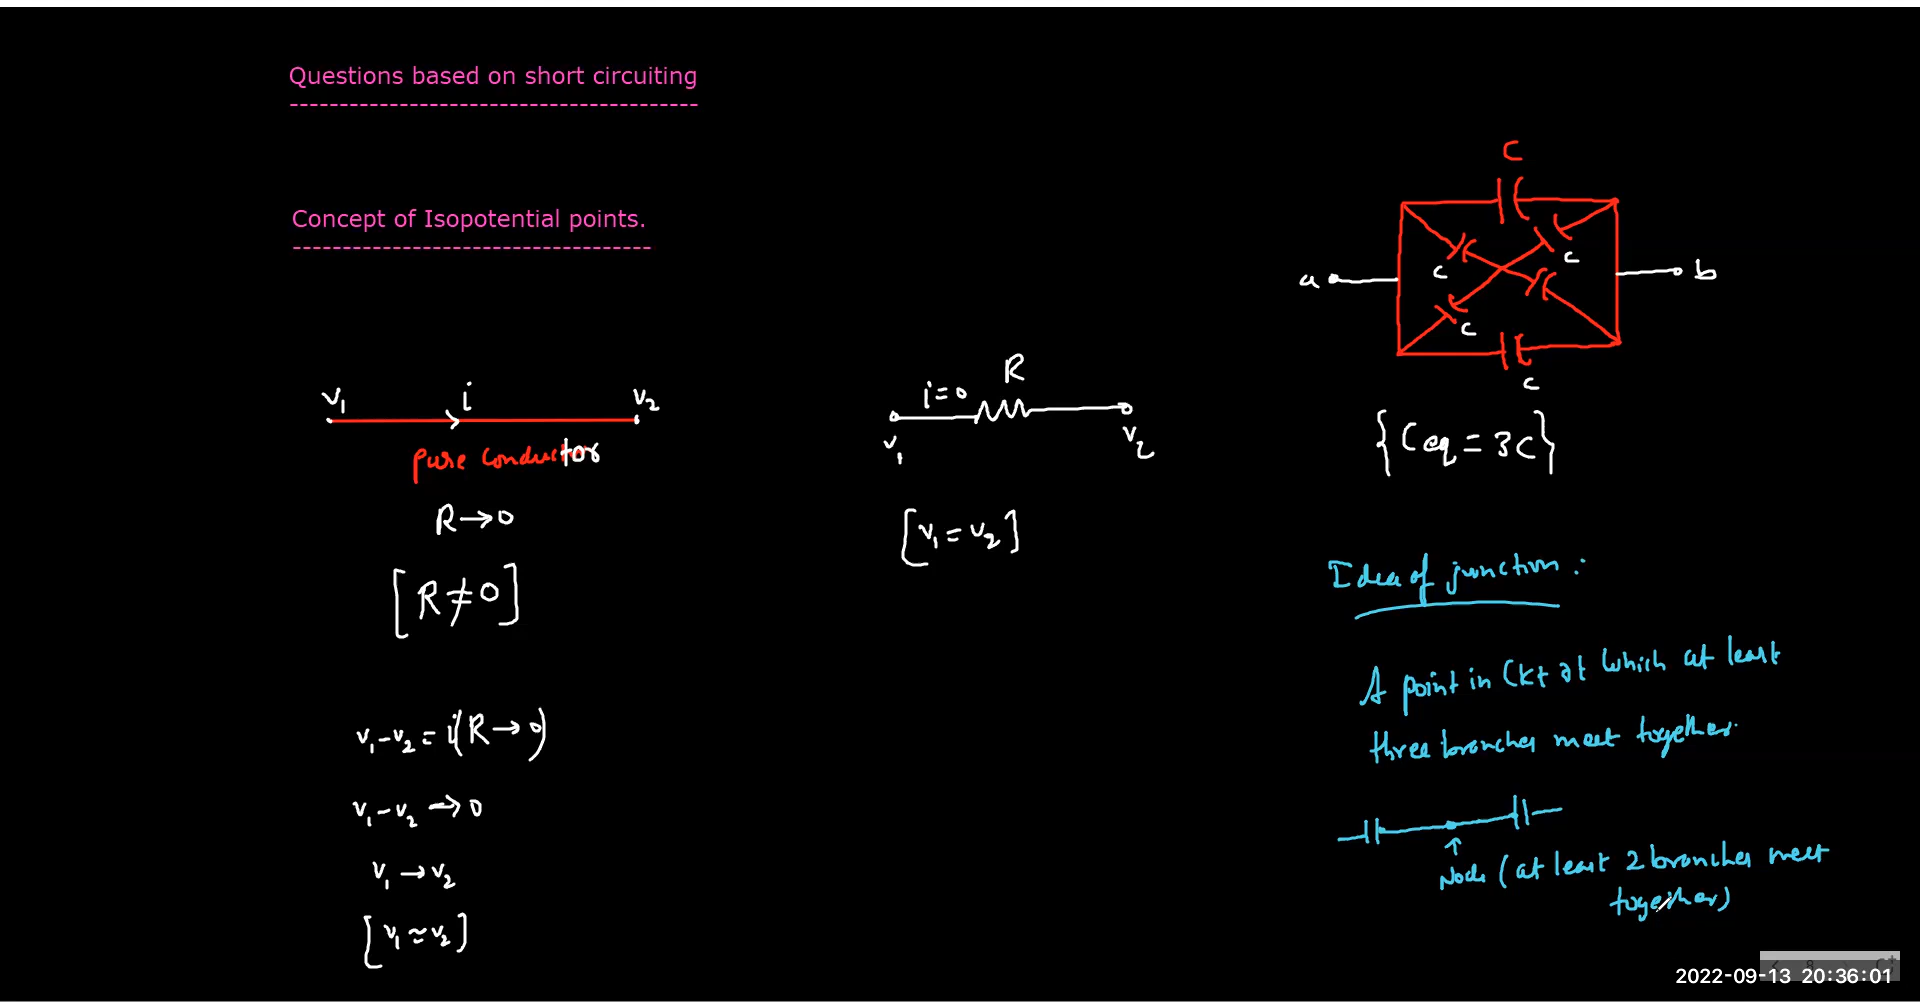 Questions based on short circuiting
Concept of Isopotential points.
V₁ i V₂
pure conductor
R→0
[R≠0]
V₁-V₂ = i(R→0)
V₁-V₂ →0
V₁→V₂
[V₁≃V₂]
i=0 R
V₁ V₂
[V₁=V₂]
C
C C
a b
C
C
{Ceq = 3C}
Idea of junction :
A point in Ckt at which at least
three branches meet together.
Node (at least 2 branches meet
together)
8
2022-09-13 20:36:01